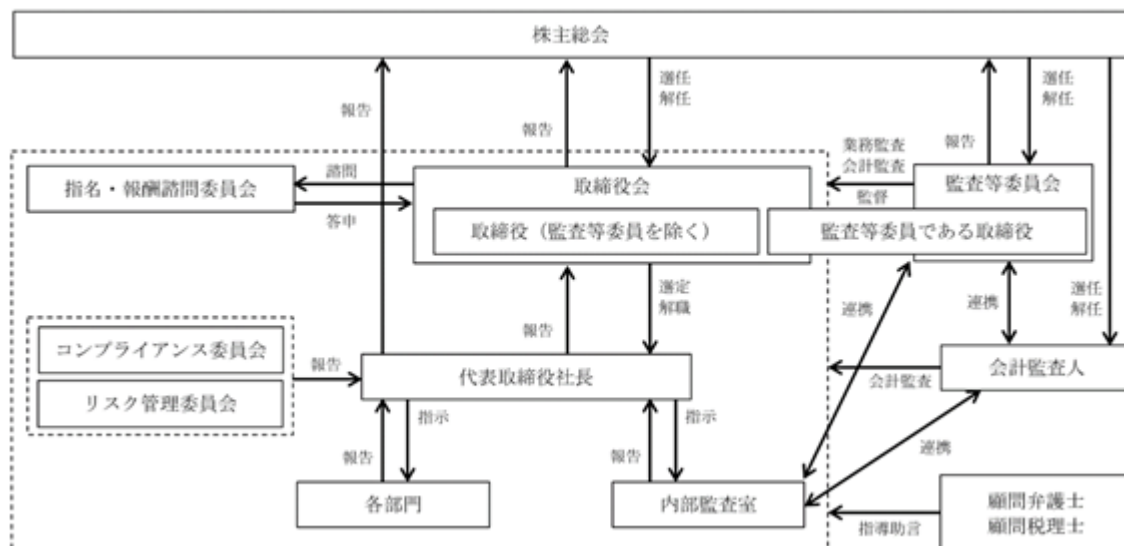 株主総会
報告
報告
選任
解任
報告
選任
解任
業務監査
会計監査
監督
諮問
指名・報酬諮問委員会
答申
取締役会
監査等委員会
取締役（監査等委員を除く）
監査等委員である取締役
選定
解職
報告
連携
連携
選任
解任
コンプライアンス委員会
リスク管理委員会
報告
代表取締役社長
会計監査
会計監査人
報告
指示
報告
指示
連携
各部門
内部監査室
指導助言
顧問弁護士
顧問税理士